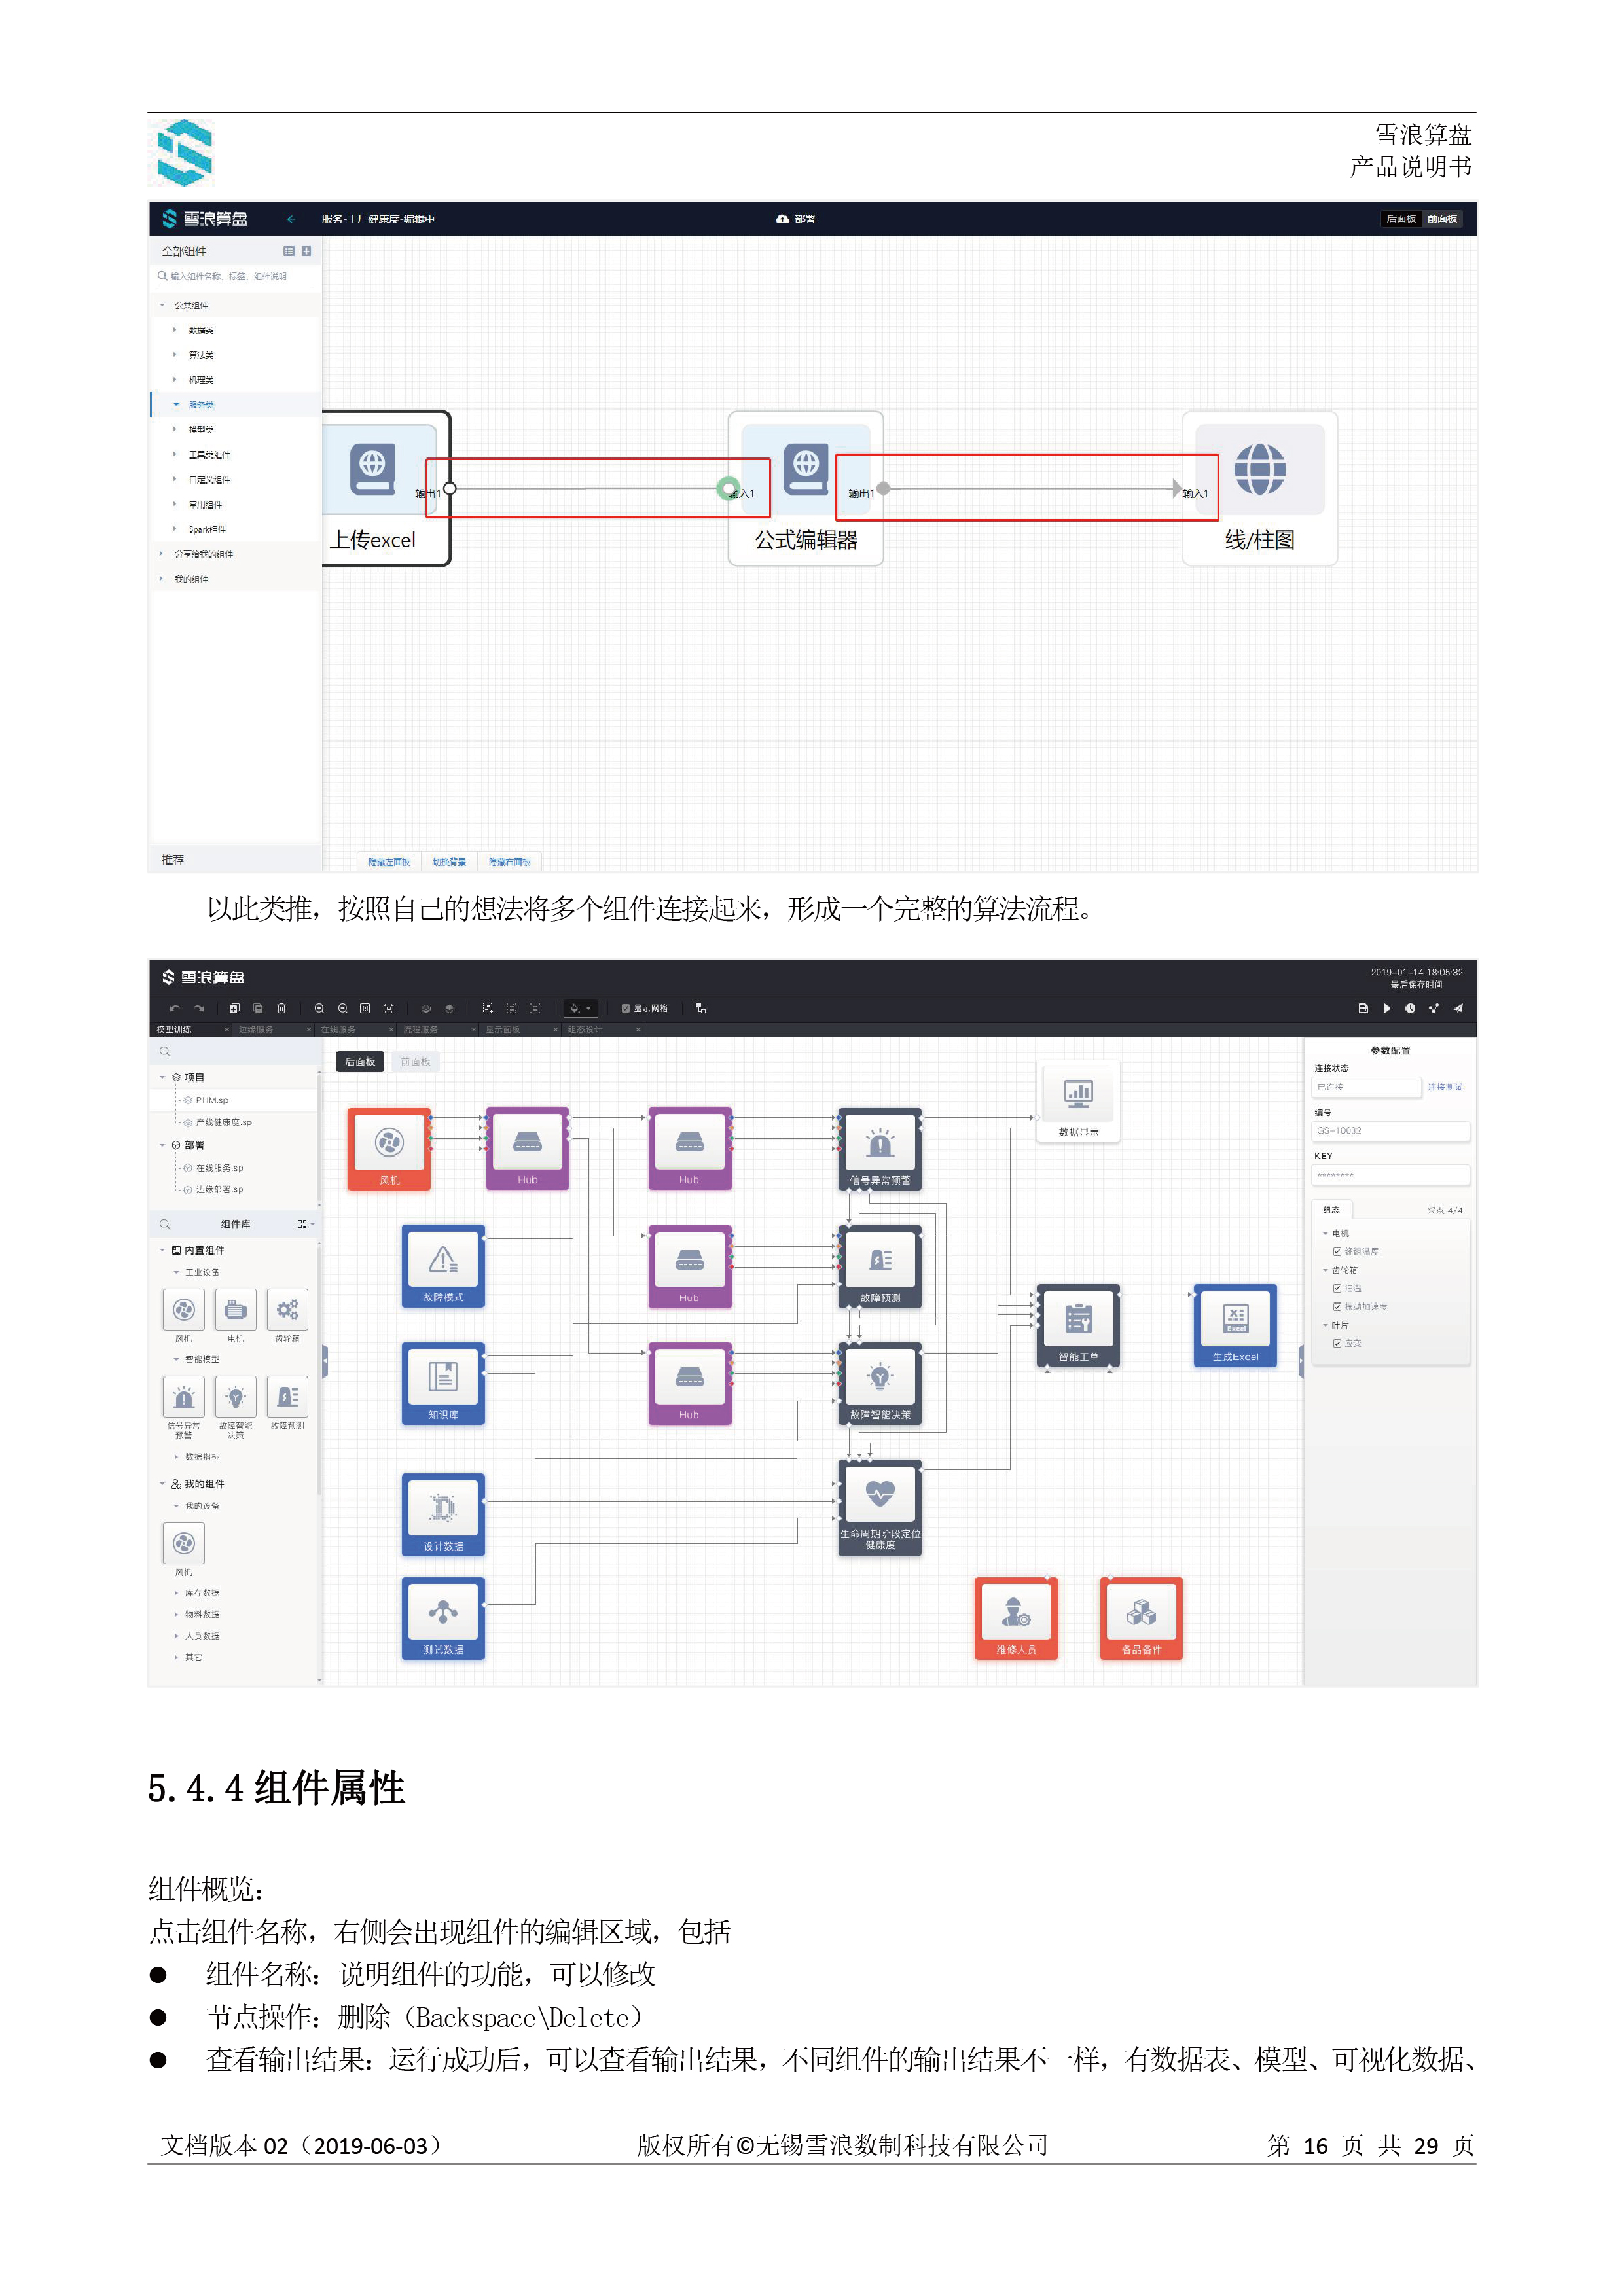 雪浪算盘
产品说明书
雪浪算盘
服务-工厂健康度-编辑中
部署
后面板 前面板
全部组件
输入组件名称、标签、组件说明
公共组件
数据类
算法类
机理类
服务类
模型类
工具类组件
自定义组件
常用组件
Spark组件
分享给我的组件
我的组件
推荐
输出1
上传excel
输入1
输出1
公式编辑器
输入1
线/柱图
隐藏左面板 切换背景 隐藏右面板
以此类推，按照自己的想法将多个组件连接起来，形成一个完整的算法流程。
雪浪算盘
2019-01-14 18:05:32
最后保存时间
显示网格
模型训练 边缘服务 在线服务 流程服务 显示面板 组态设计
项目
PHM.sp
产线健康度.sp
部署
在线服务.sp
边缘部署.sp
组件库
内置组件
工业设备
风机 电机 齿轮箱
智能模型
信号异常预警 故障智能决策 故障预测
数据指标
我的组件
我的设备
风机
库存数据
物料数据
人员数据
其它
后面板 前面板
风机
Hub
Hub
信号异常预警
数据显示
故障模式
Hub
故障预测
知识库
Hub
故障智能决策
智能工单
生成Excel
设计数据
生命周期阶段定位
健康度
测试数据
维修人员
备品备件
参数配置
连接状态
已连接 连接测试
编号
GS-10032
KEY
********
组态 采点 4/4
电机
绕组温度
齿轮箱
油温
振动加速度
叶片
应变
5.4.4 组件属性
组件概览：
点击组件名称，右侧会出现组件的编辑区域，包括
● 组件名称：说明组件的功能，可以修改
● 节点操作：删除（Backspace\Delete）
● 查看输出结果：运行成功后，可以查看输出结果，不同组件的输出结果不一样，有数据表、模型、可视化数据、
文档版本 02（2019-06-03） 版权所有©无锡雪浪数制科技有限公司 第 16 页 共 29 页